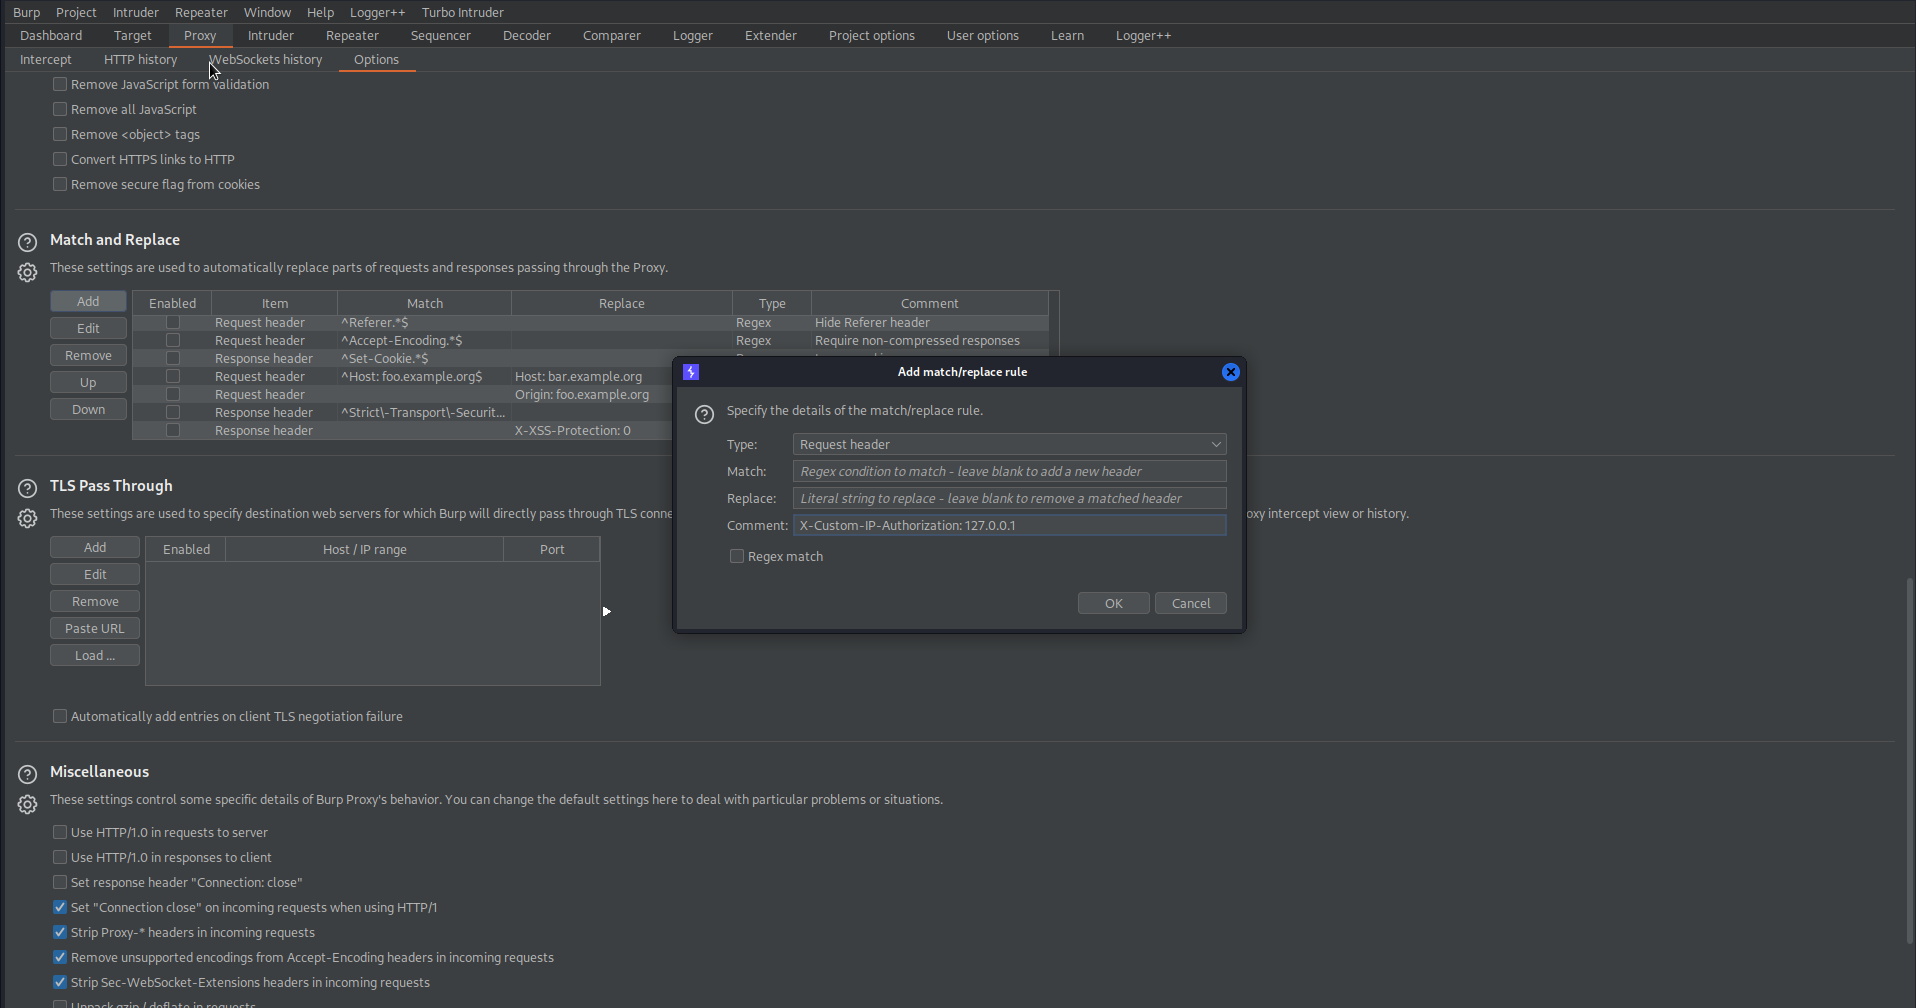 Burp Project Intruder Repeater Window Help Logger++ Turbo Intruder
Dashboard Target Proxy Intruder Repeater Sequencer Decoder Comparer Logger Extender Project options User options Learn Logger++
Intercept HTTP history WebSockets history Options
Remove JavaScript form validation
Remove all JavaScript
Remove <object> tags
Convert HTTPS links to HTTP
Remove secure flag from cookies
Match and Replace
These settings are used to automatically replace parts of requests and responses passing through the Proxy.
Add
Edit
Remove
Up
Down
Enabled Item Match Replace Type Comment
Request header ^Referer.*$ Regex Hide Referer header
Request header ^Accept-Encoding.*$ Regex Require non-compressed responses
Response header ^Set-Cookie.*$
Request header ^Host: foo.example.org$ Host: bar.example.org
Request header Origin: foo.example.org
Response header ^Strict\-Transport\-Securit...
Response header X-XSS-Protection: 0
Add match/replace rule
Specify the details of the match/replace rule.
Type: Request header
Match: Regex condition to match - leave blank to add a new header
Replace: Literal string to replace - leave blank to remove a matched header
Comment: X-Custom-IP-Authorization: 127.0.0.1
Regex match
OK Cancel
TLS Pass Through
These settings are used to specify destination web servers for which Burp will directly pass through TLS conne
oxy intercept view or history.
Add
Edit
Remove
Paste URL
Load ...
Enabled Host / IP range Port
Automatically add entries on client TLS negotiation failure
Miscellaneous
These settings control some specific details of Burp Proxy's behavior. You can change the default settings here to deal with particular problems or situations.
Use HTTP/1.0 in requests to server
Use HTTP/1.0 in responses to client
Set response header "Connection: close"
Set "Connection close" on incoming requests when using HTTP/1
Strip Proxy-* headers in incoming requests
Remove unsupported encodings from Accept-Encoding headers in incoming requests
Strip Sec-WebSocket-Extensions headers in incoming requests
Unpack gzip / deflate in requests